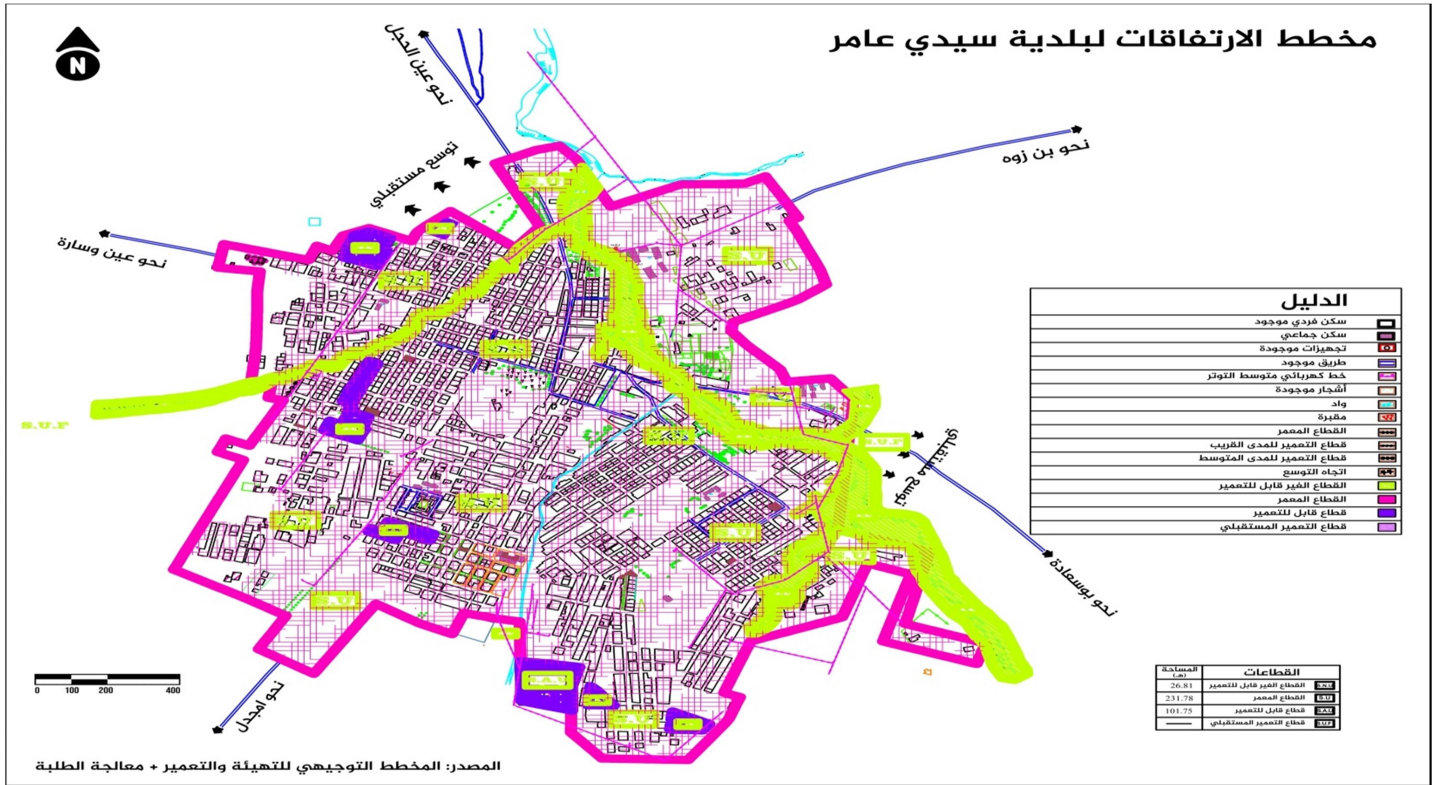 مخطط الارتفاقات لبلدية سيدي عامر
N
نحو عين الحجل
نحو بن زوه
توسع مستقبلي
نحو عين وسارة
S.U.F
S.U.F
توسع مستقبلي
نحو بوسعادة
نحو امجدل
S.U
S.U
S.U
S.U
S.A.U
الدليل
سكن فردي موجود
سكن جماعي
تجهيزات موجودة
طريق موجود
خط كهربائي متوسط التوتر
أشجار موجودة
واد
مقبرة
القطاع المعمر
قطاع التعمير للمدى القريب
قطاع التعمير للمدى المتوسط
اتجاه التوسع
القطاع الغير قابل للتعمير
القطاع المعمر
قطاع قابل للتعمير
قطاع التعمير المستقبلي
القطاعات المساحة (هـ)
S.N.U القطاع الغير قابل للتعمير 26.81
S.U القطاع المعمر 231.78
S.A.U قطاع قابل للتعمير 101.75
S.U.F قطاع التعمير المستقبلي
0 100 200 400
المصدر: المخطط التوجيهي للتهيئة والتعمير + معالجة الطلبة